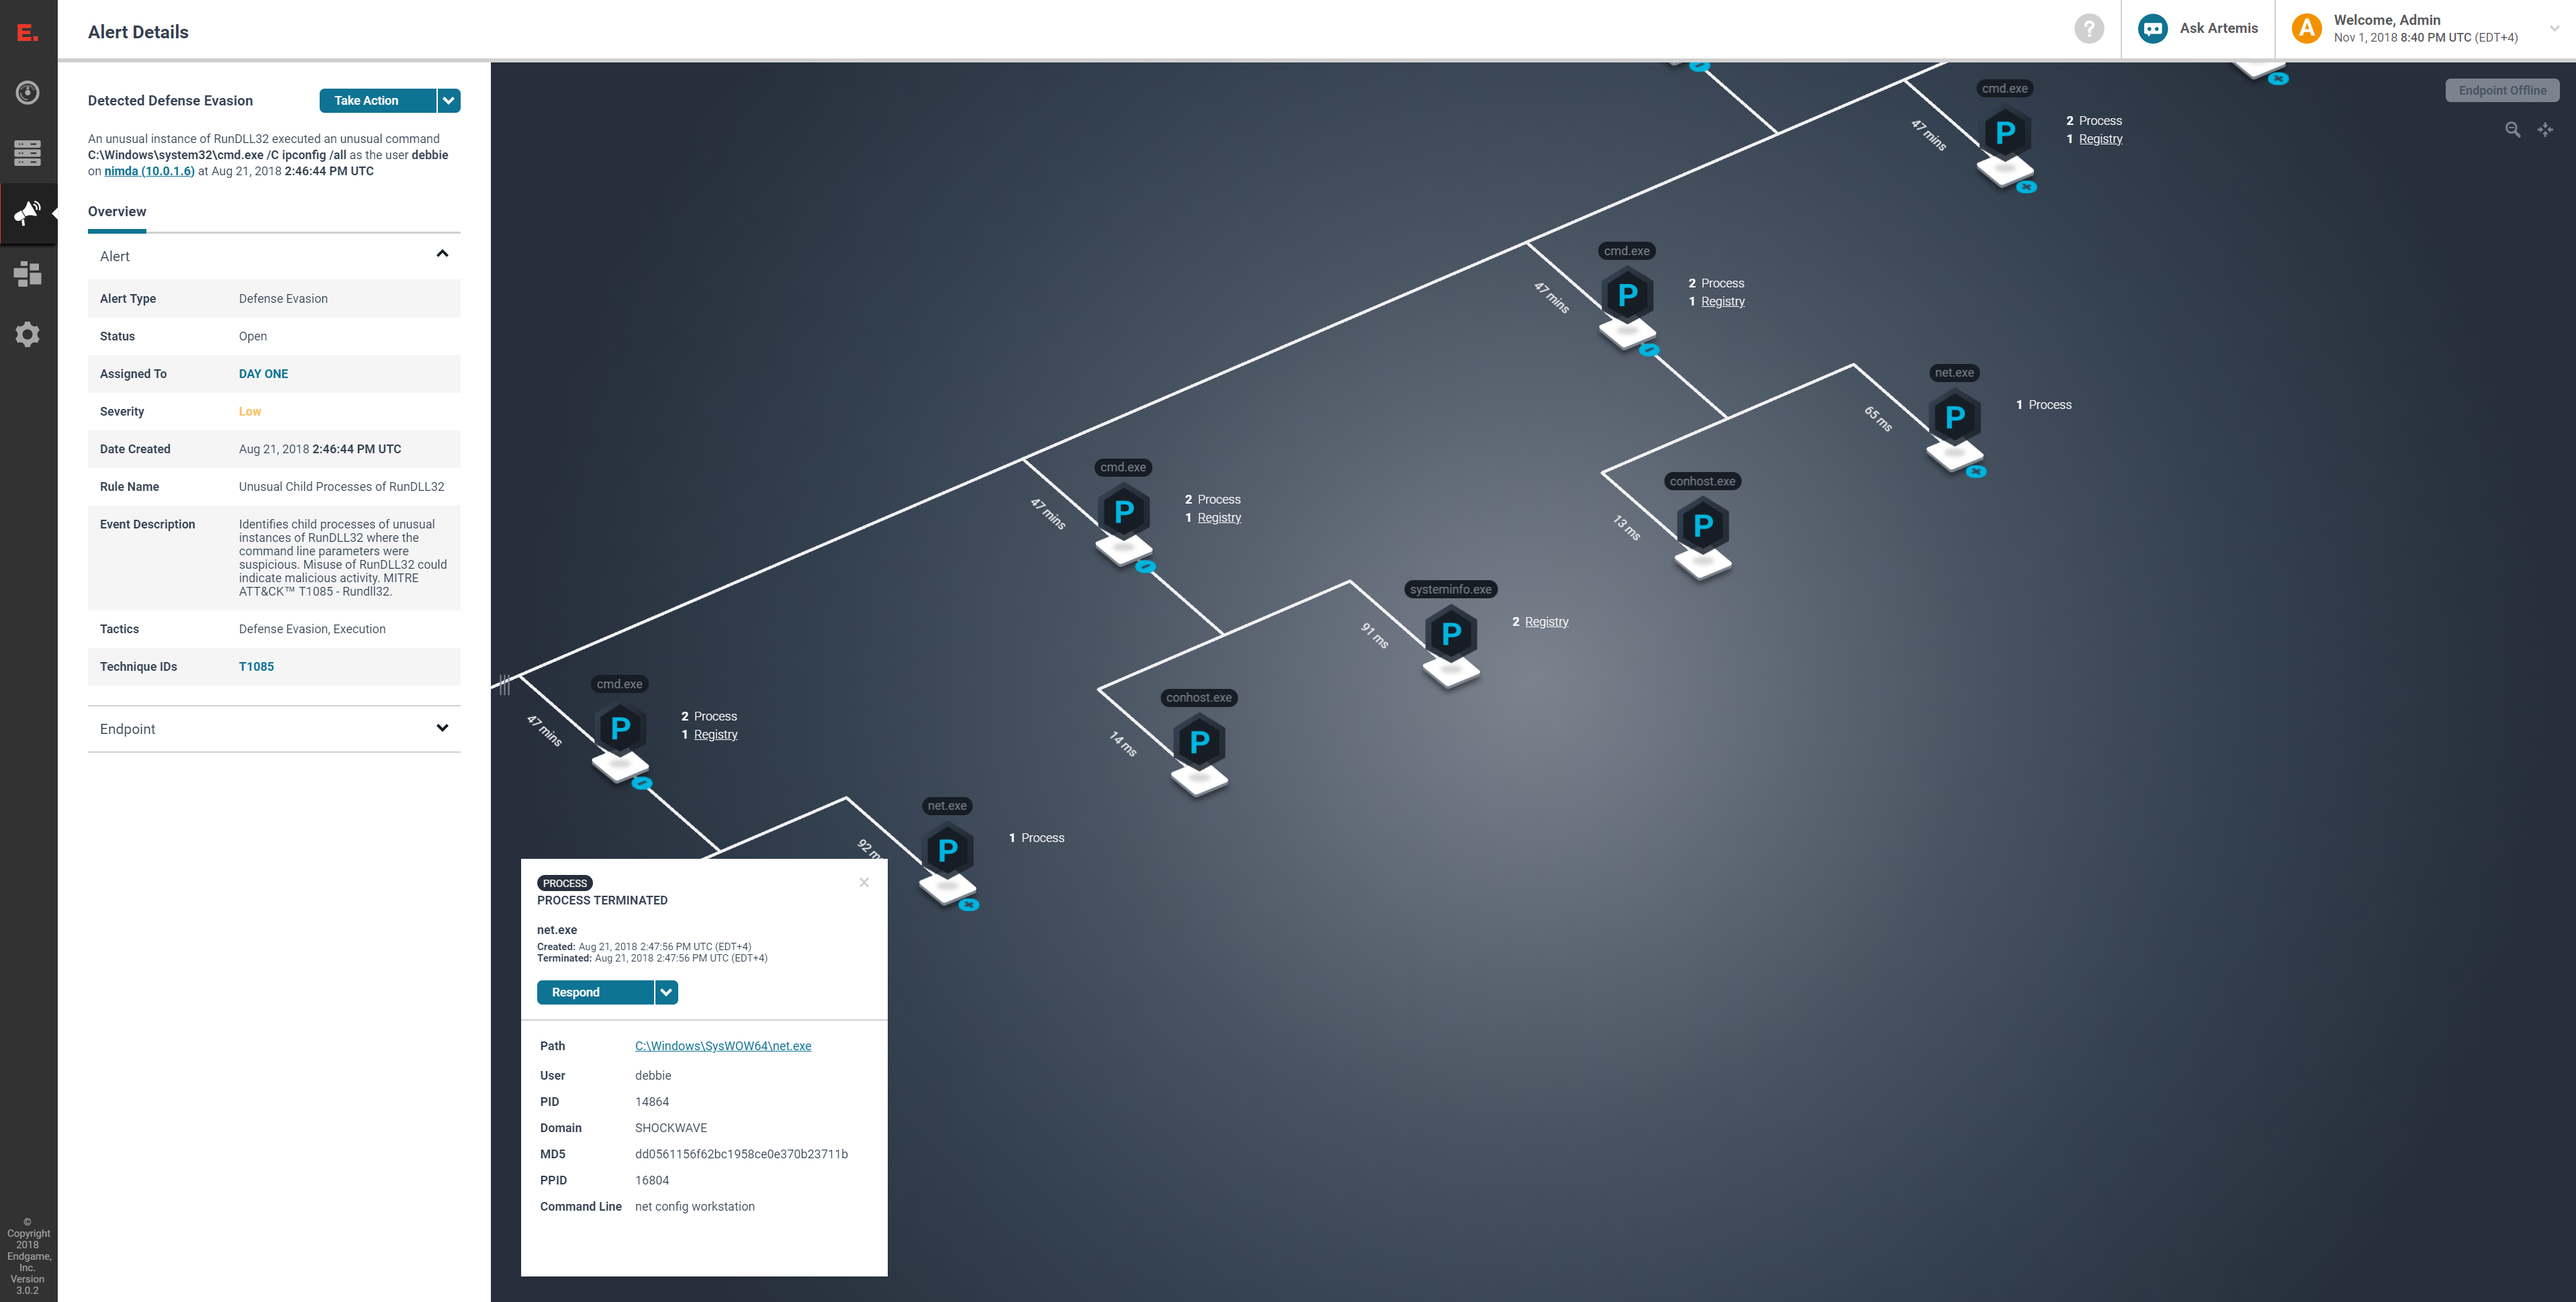 E.
Alert Details
?
Ask Artemis
A
Welcome, Admin
Nov 1, 2018 8:40 PM UTC (EDT+4)
Detected Defense Evasion
Take Action
An unusual instance of RunDLL32 executed an unusual command
C:\Windows\system32\cmd.exe /C ipconfig /all as the user debbie
on nimda (10.0.1.6) at Aug 21, 2018 2:46:44 PM UTC
Overview
Alert
Alert Type Defense Evasion
Status Open
Assigned To DAY ONE
Severity Low
Date Created Aug 21, 2018 2:46:44 PM UTC
Rule Name Unusual Child Processes of RunDLL32
Event Description Identifies child processes of unusual
instances of RunDLL32 where the
command line parameters were
suspicious. Misuse of RunDLL32 could
indicate malicious activity. MITRE
ATT&CK™ T1085 - Rundll32.
Tactics Defense Evasion, Execution
Technique IDs T1085
Endpoint
© 
Copyright
2018
Endgame,
Inc.
Version
3.0.2
Endpoint Offline
cmd.exe
47 mins
P
2 Process
1 Registry
cmd.exe
47 mins
P
2 Process
1 Registry
net.exe
65 ms
P
1 Process
conhost.exe
13 ms
P
cmd.exe
47 mins
P
2 Process
1 Registry
systeminfo.exe
91 ms
P
2 Registry
conhost.exe
14 ms
P
cmd.exe
47 mins
P
2 Process
1 Registry
net.exe
92 m
P
1 Process
PROCESS
PROCESS TERMINATED
net.exe
Created: Aug 21, 2018 2:47:56 PM UTC (EDT+4)
Terminated: Aug 21, 2018 2:47:56 PM UTC (EDT+4)
Respond
Path C:\Windows\SysWOW64\net.exe
User debbie
PID 14864
Domain SHOCKWAVE
MD5 dd0561156f62bc1958ce0e370b23711b
PPID 16804
Command Line net config workstation